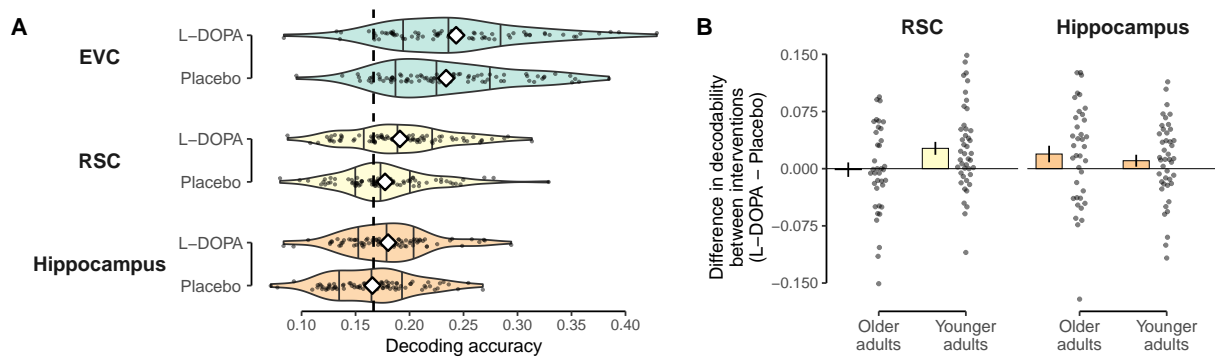 A
EVC
L−DOPA
Placebo
RSC
L−DOPA
Placebo
Hippocampus
L−DOPA
Placebo
0.10 0.15 0.20 0.25 0.30 0.35 0.40
Decoding accuracy
B
RSC Hippocampus
Difference in decodability
between interventions
(L−DOPA − Placebo)
0.150
0.075
0.000
−0.075
−0.150
Older
adults
Younger
adults
Older
adults
Younger
adults